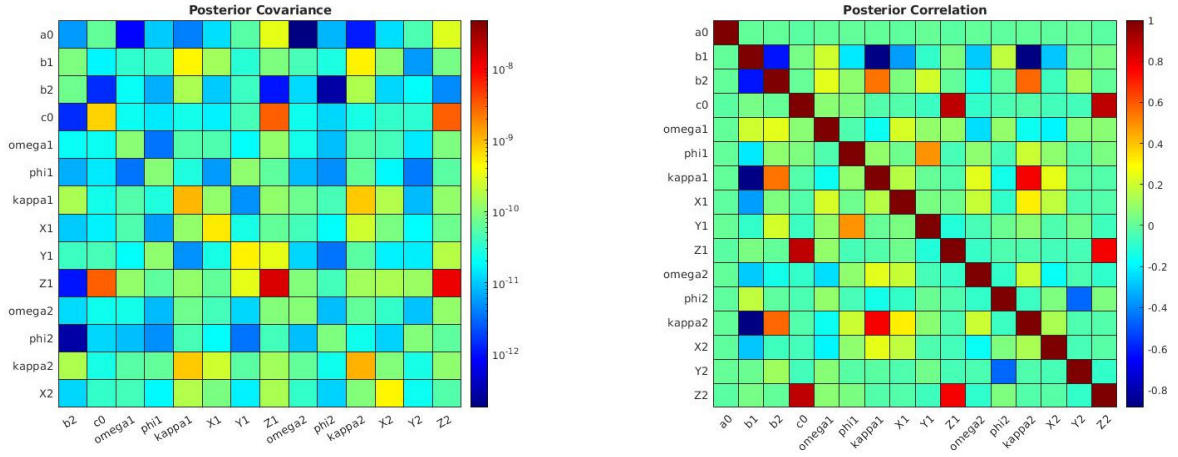 Posterior Covariance
a0
b1
b2
c0
omega1
phi1
kappa1
X1
Y1
Z1
omega2
phi2
kappa2
X2
b2 c0 omega1 phi1 kappa1 X1 Y1 Z1 omega2 phi2 kappa2 X2 Y2 Z2
10^-8
10^-9
10^-10
10^-11
10^-12
Posterior Correlation
a0
b1
b2
c0
omega1
phi1
kappa1
X1
Y1
Z1
omega2
phi2
kappa2
X2
Y2
Z2
a0 b1 b2 c0 omega1 phi1 kappa1 X1 Y1 Z1 omega2 phi2 kappa2 X2 Y2 Z2
1
0.8
0.6
0.4
0.2
0
-0.2
-0.4
-0.6
-0.8